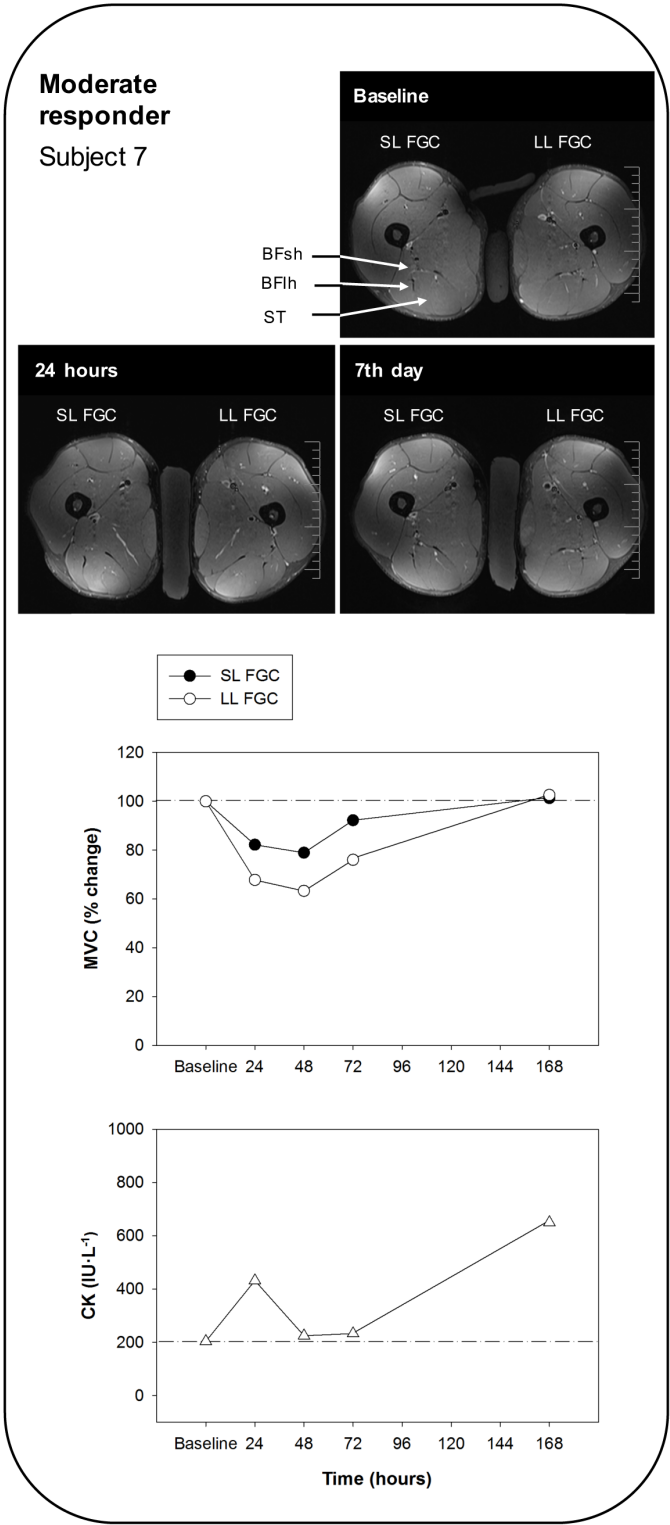 Moderate
responder
Subject 7
Baseline
SL FGC
LL FGC
BFsh
BFlh
ST
24 hours
SL FGC
LL FGC
7th day
SL FGC
LL FGC
SL FGC
LL FGC
120
100
80
60
40
20
0
MVC (% change)
Baseline 24 48 72 96 120 144 168
1000
800
600
400
200
0
CK (IU·L⁻¹)
Baseline 24 48 72 96 120 144 168
Time (hours)